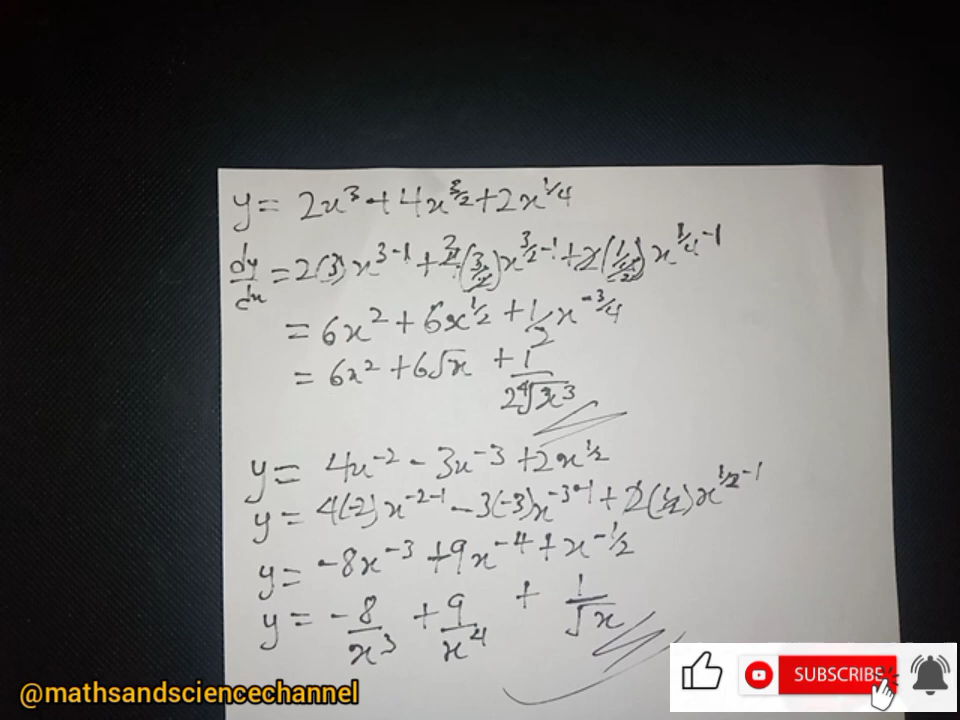 y = 2x³ + 4x^3/2 + 2x^1/4
dy/dx = 2(3)x^3-1 + 4(3/2)x^3/2-1 + 2(1/4)x^1/4-1
= 6x² + 6x^1/2 + 1/2x^-3/4
= 6x² + 6√x + 1/2∜x³
y = 4x^-2 - 3x^-3 + 2x^1/2
y = 4(-2)x^-2-1 - 3(-3)x^-3-1 + 2(1/2)x^1/2-1
y = -8x^-3 + 9x^-4 + x^-1/2
y = -8/x³ + 9/x⁴ + 1/√x
SUBSCRIBE
@mathsandsciencechannel